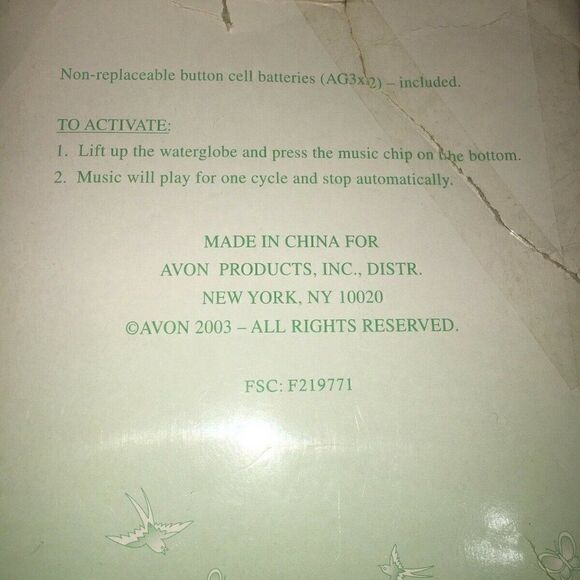 Non-replaceable button cell batteries (AG3x2) – included.
TO ACTIVATE:
1. Lift up the waterglobe and press the music chip on the bottom.
2. Music will play for one cycle and stop automatically.
MADE IN CHINA FOR
AVON PRODUCTS, INC., DISTR.
NEW YORK, NY 10020
©AVON 2003 – ALL RIGHTS RESERVED.
FSC: F219771